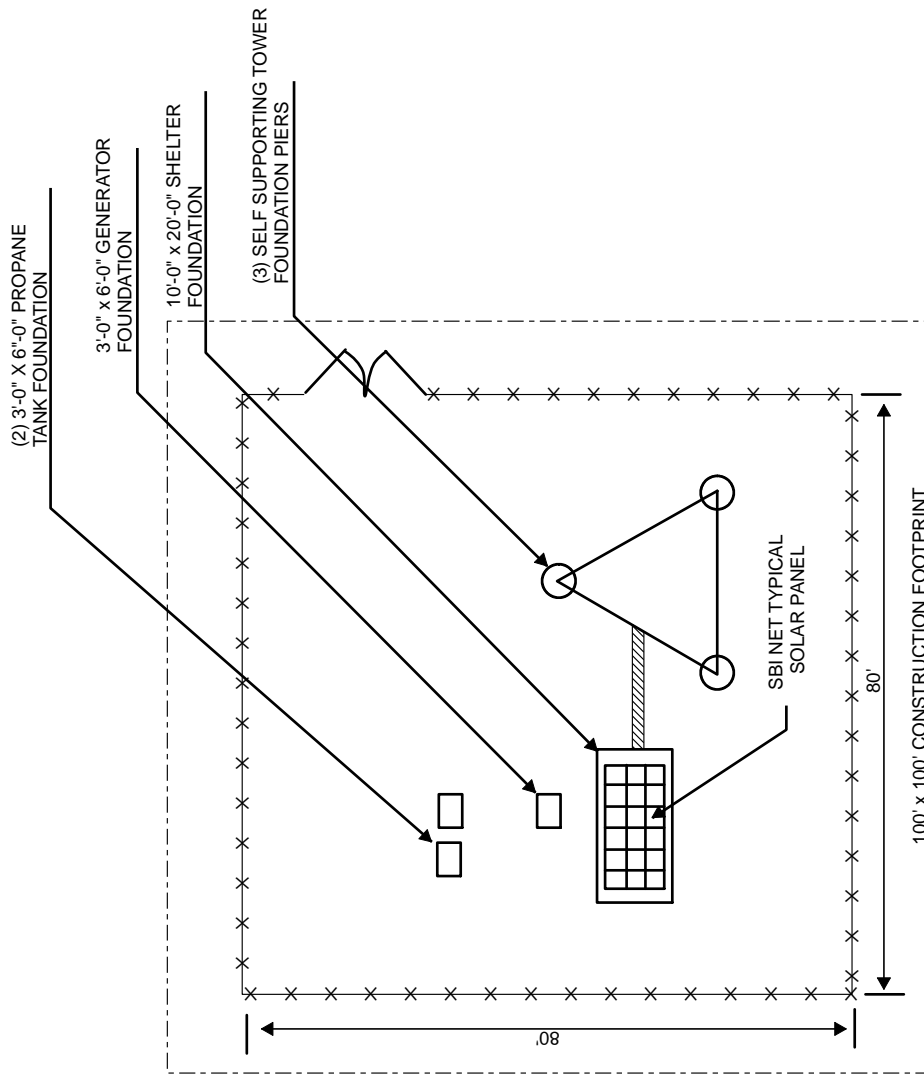 (2) 3'-0" X 6"-0" PROPANE
TANK FOUNDATION
3'-0" x 6'-0" GENERATOR
FOUNDATION
10'-0" x 20'-0" SHELTER
FOUNDATION
(3) SELF SUPPORTING TOWER
FOUNDATION PIERS
SBI NET TYPICAL
SOLAR PANEL
80'
80'
100' x 100' CONSTRUCTION FOOTPRINT